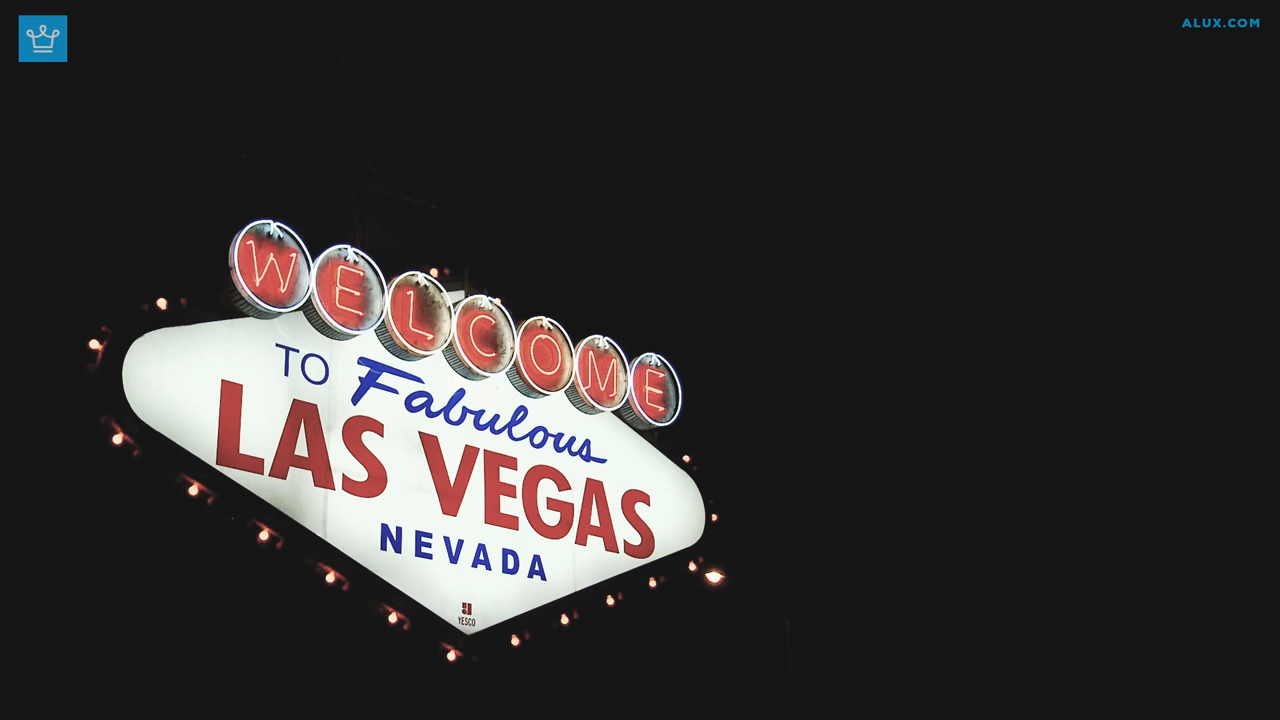 ALUX.COM
WELCOME
TO Fabulous
LAS VEGAS
NEVADA
YESCO